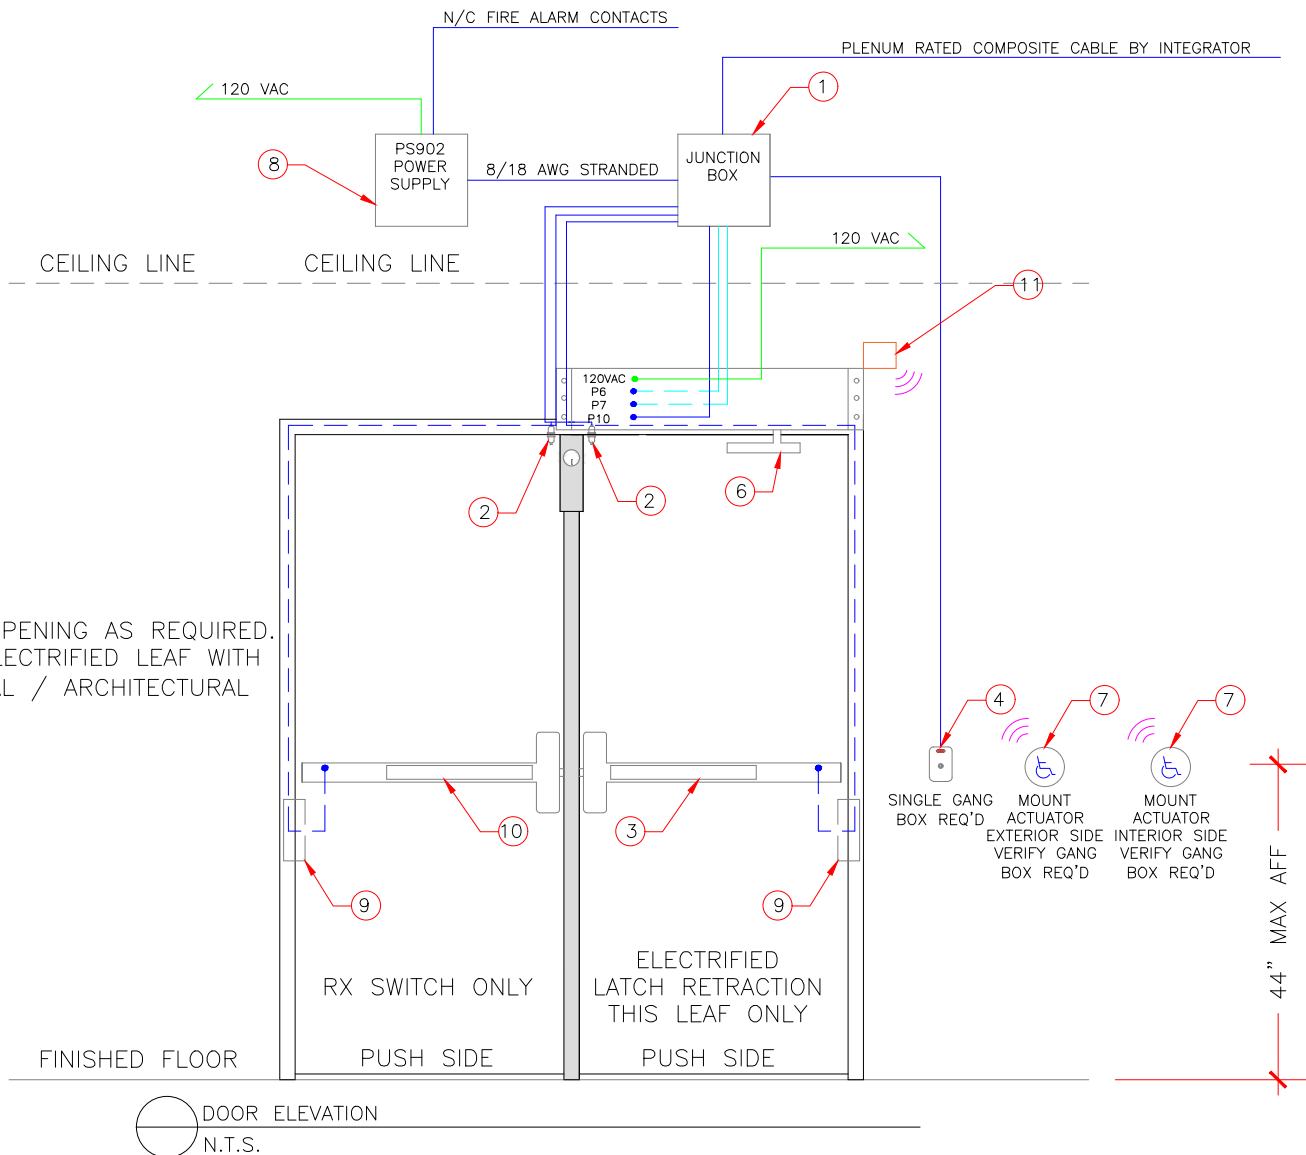 N/C FIRE ALARM CONTACTS
PLENUM RATED COMPOSITE CABLE BY INTEGRATOR
120 VAC
1
PS902
POWER
SUPPLY
8
8/18 AWG STRANDED
JUNCTION
BOX
120 VAC
CEILING LINE
CEILING LINE
11
120VAC
P6
P7
P10
2
2
6
PENING AS REQUIRED.
LECTRIFIED LEAF WITH
AL / ARCHITECTURAL
4
7
7
SINGLE GANG
BOX REQ'D
MOUNT
ACTUATOR
EXTERIOR SIDE
VERIFY GANG
BOX REQ'D
MOUNT
ACTUATOR
INTERIOR SIDE
VERIFY GANG
BOX REQ'D
10
3
9
9
44" MAX AFF
RX SWITCH ONLY
ELECTRIFIED
LATCH RETRACTION
THIS LEAF ONLY
FINISHED FLOOR
PUSH SIDE
PUSH SIDE
DOOR ELEVATION
N.T.S.